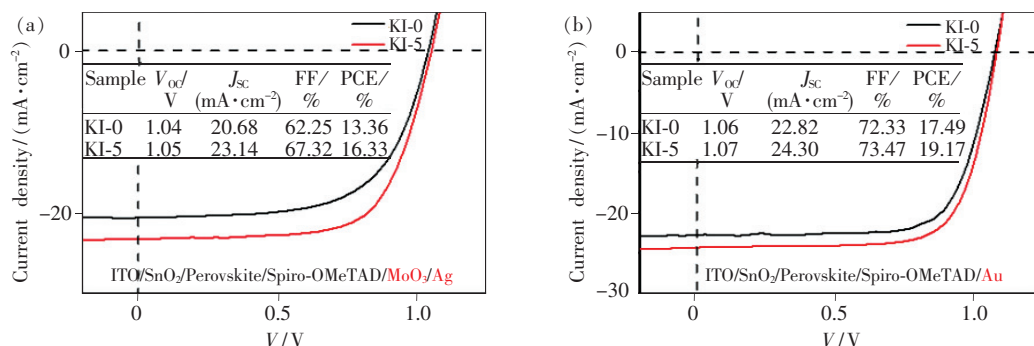 (a)
KI-0
KI-5
0
Sample V_OC/ J_SC FF/ PCE/
V (mA·cm⁻²) % %
KI-0 1.04 20.68 62.25 13.36
KI-5 1.05 23.14 67.32 16.33
-20
Current density/(mA·cm⁻²)
ITO/SnO₂/Perovskite/Spiro-OMeTAD/MoO₃/Ag
0 0.5 1.0
V/V
(b)
KI-0
KI-5
0
Sample V_OC/ J_SC FF/ PCE/
V (mA·cm⁻²) % %
-10
KI-0 1.06 22.82 72.33 17.49
KI-5 1.07 24.30 73.47 19.17
-20
Current density/(mA·cm⁻²)
ITO/SnO₂/Perovskite/Spiro-OMeTAD/Au
-30
0 0.5 1.0
V/V